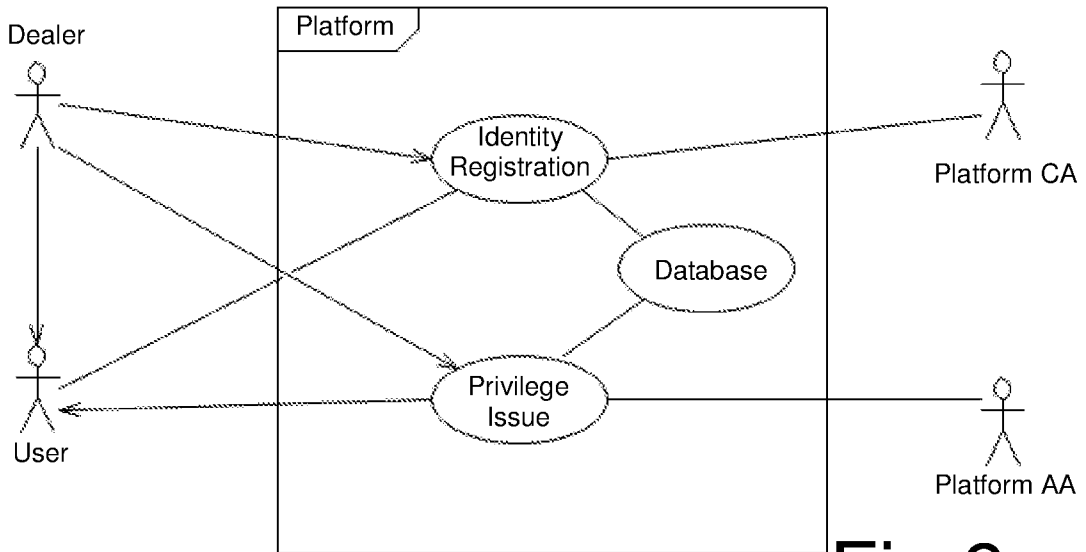 Platform
Dealer
Identity
Registration
Platform CA
Database
Privilege
Issue
User
Platform AA